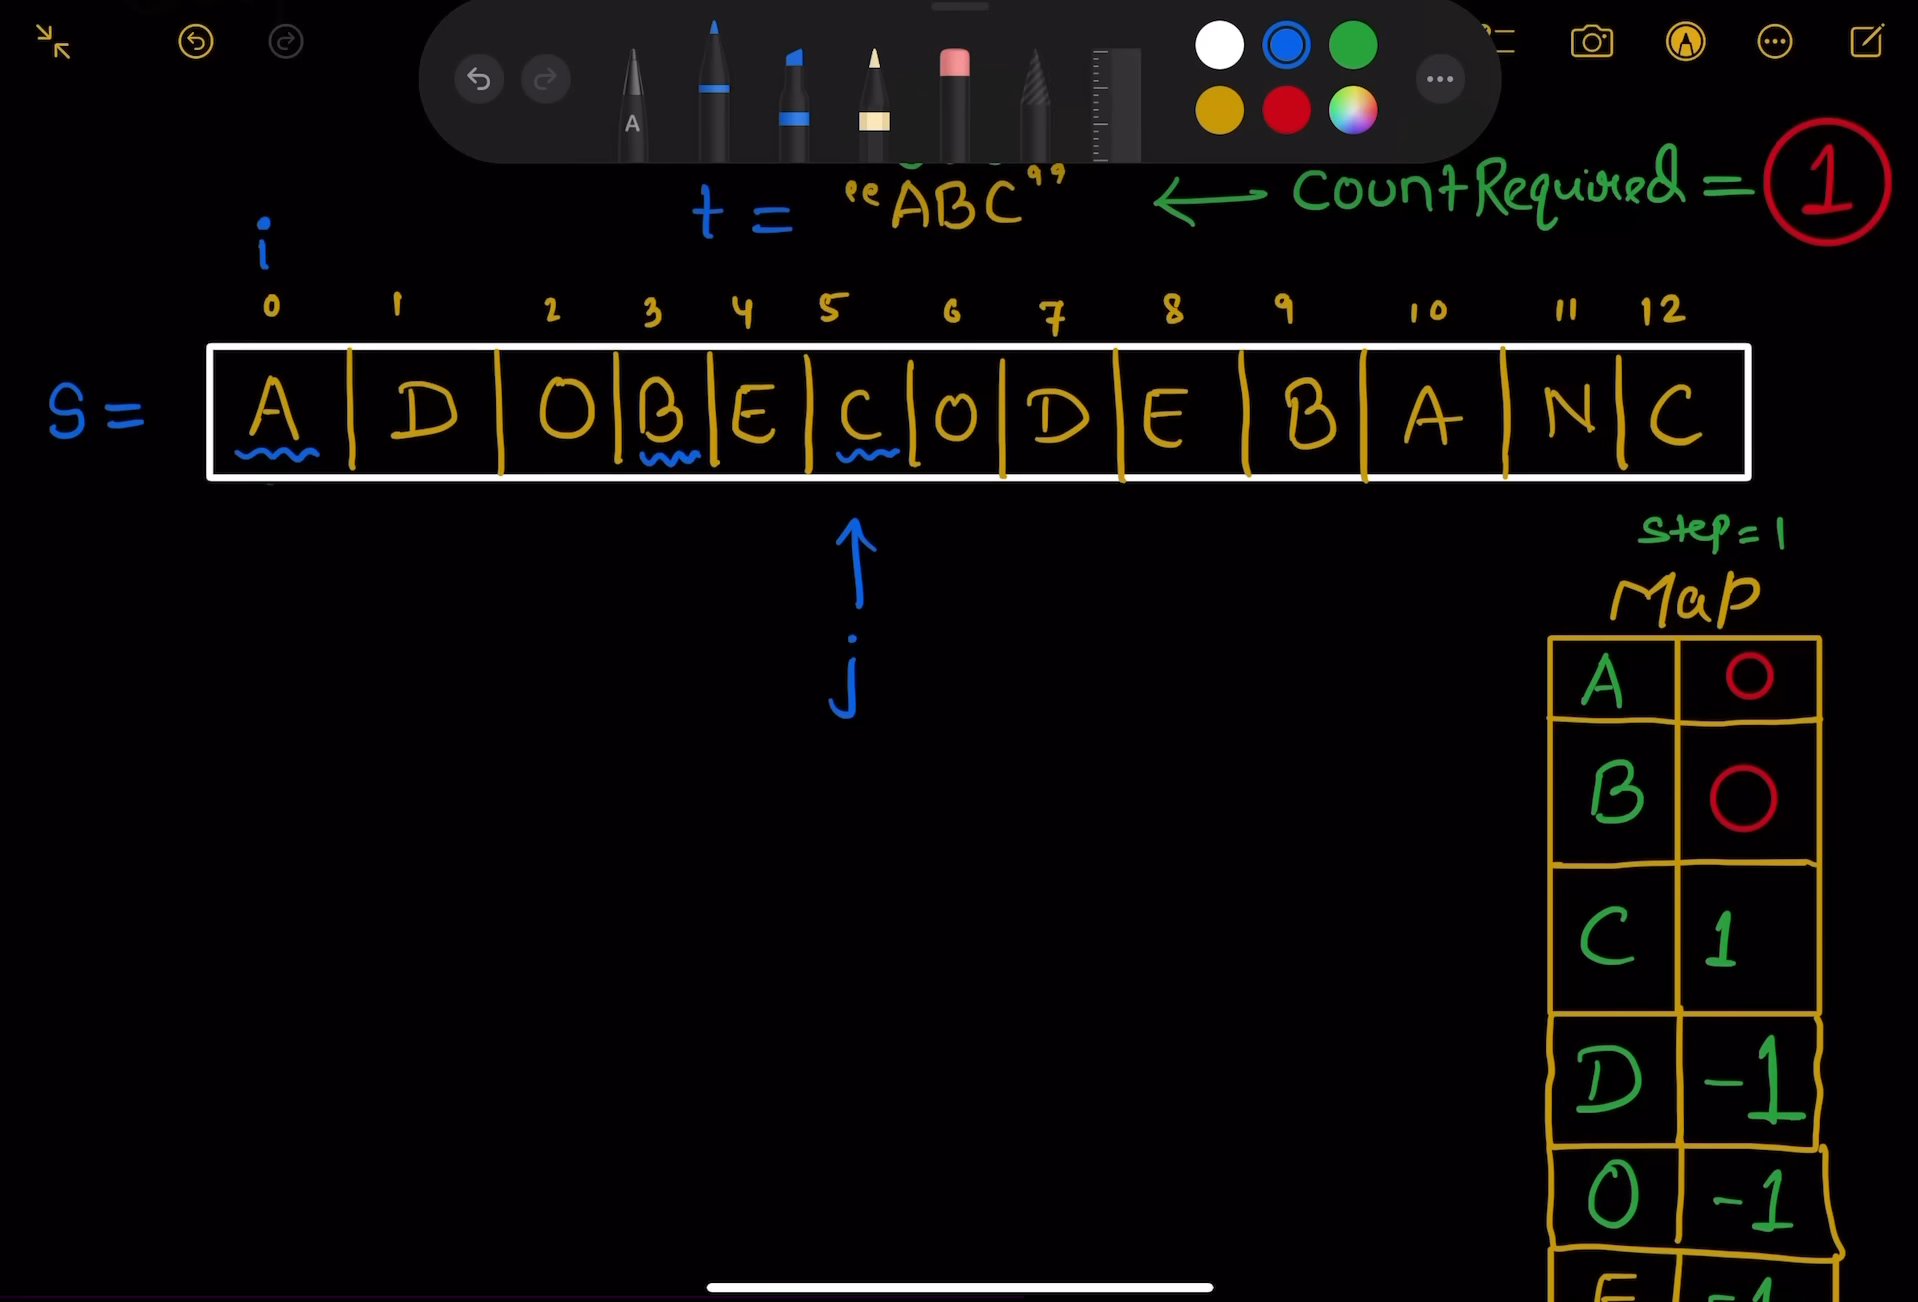 A
t = "ABC" ← CountRequired = 1
i
0 1 2 3 4 5 6 7 8 9 10 11 12
S = A D O B E C O D E B A N C
j
step = 1
Map
A 0
B 0
C 1
D -1
O -1
E -1